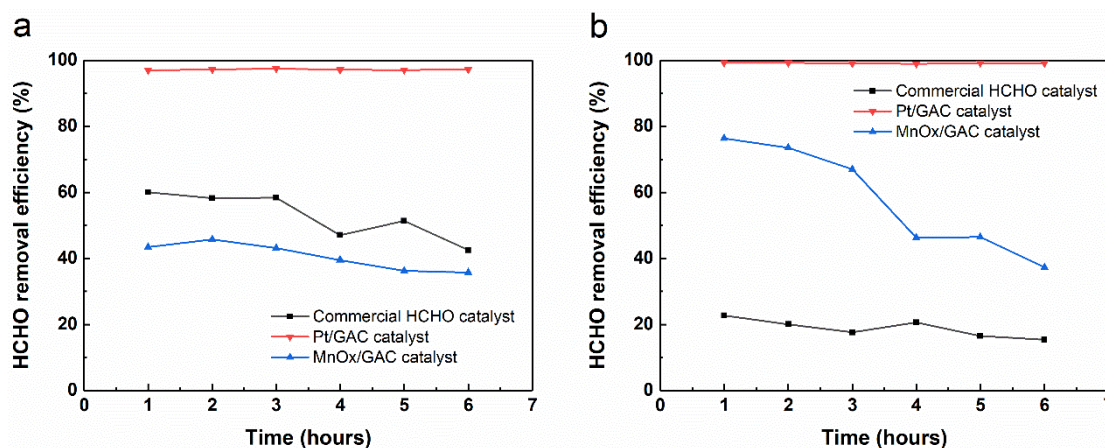 a
HCHO removal efficiency (%)
100
80
60
40
20
0
Commercial HCHO catalyst
Pt/GAC catalyst
MnOx/GAC catalyst
0 1 2 3 4 5 6 7
Time (hours)
b
HCHO removal efficiency (%)
100
80
60
40
20
0
Commercial HCHO catalyst
Pt/GAC catalyst
MnOx/GAC catalyst
0 1 2 3 4 5 6 7
Time (hours)